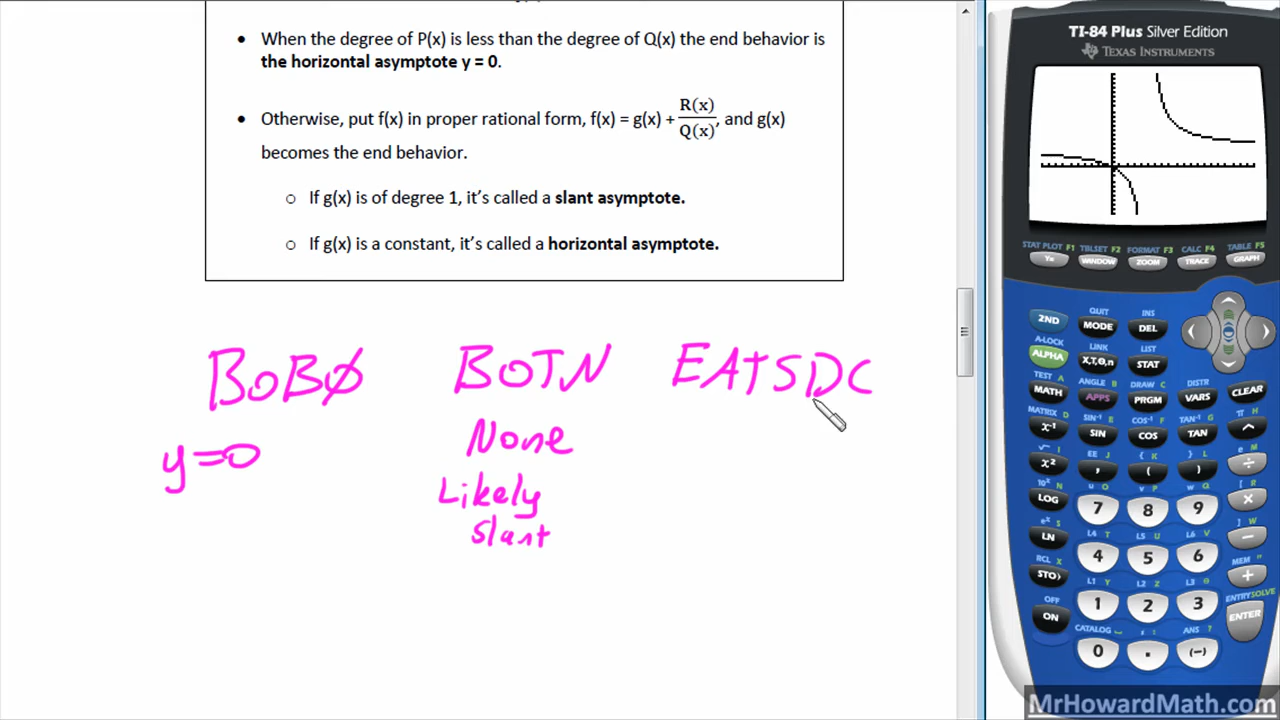 When the degree of P(x) is less than the degree of Q(x) the end behavior is
the horizontal asymptote y = 0.
Otherwise, put f(x) in proper rational form, f(x) = g(x) + R(x)/Q(x), and g(x)
becomes the end behavior.
If g(x) is of degree 1, it's called a slant asymptote.
If g(x) is a constant, it's called a horizontal asymptote.
BOBØ BOTN EATSDC
y=0
None
Likely
slant
TI-84 Plus Silver Edition
TEXAS INSTRUMENTS
STAT PLOT F1 TBLSET F2 FORMAT F3 CALC F4 TABLE F5
Y= WINDOW ZOOM TRACE GRAPH
QUIT INS
2ND MODE DEL
A-LOCK LINK LIST
ALPHA X,T,Θ,n STAT
TEST A ANGLE B DRAW C DISTR
MATH APPS PRGM VARS CLEAR
MATRIX D SIN⁻¹ E COS⁻¹ F TAN⁻¹ G π H
x⁻¹ SIN COS TAN ^
√ I EE J { K } L e M
x² , ( ) ÷
10ˣ N u O v P w Q [ R
LOG 7 8 9 ×
eˣ S L4 T L5 U L6 V ] W
LN 4 5 6 −
RCL X L1 Y L2 Z L3 θ MEM "
STO› 1 2 3 +
OFF CATALOG ⎵ i : ANS ? ENTRY SOLVE
ON 0 . (−) ENTER
MrHowardMath.com